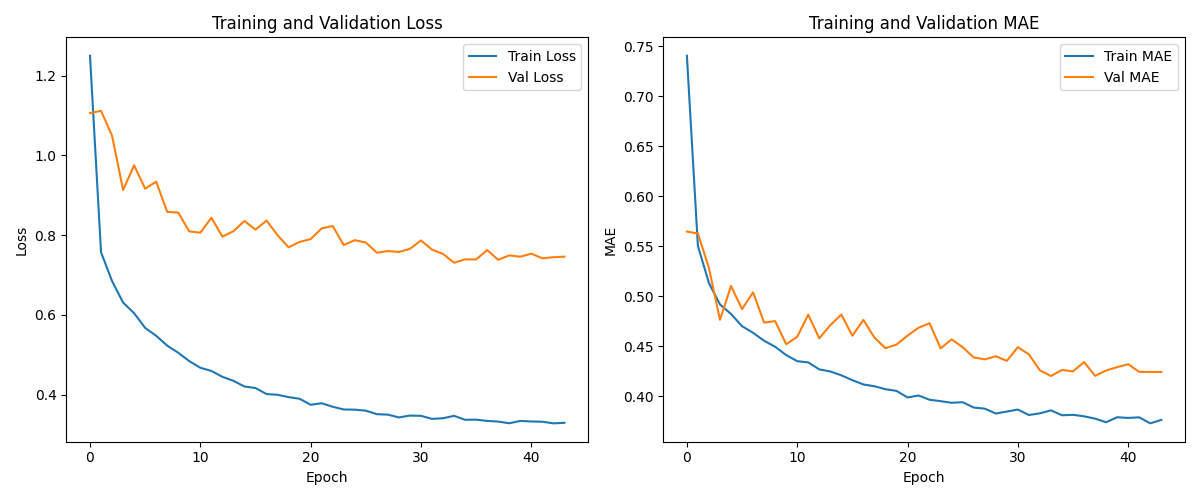 Training and Validation Loss
Train Loss
Val Loss
1.2
1.0
0.8
0.6
0.4
Loss
0
10
20
30
40
Epoch
Training and Validation MAE
Train MAE
Val MAE
0.75
0.70
0.65
0.60
0.55
0.50
0.45
0.40
MAE
0
10
20
30
40
Epoch